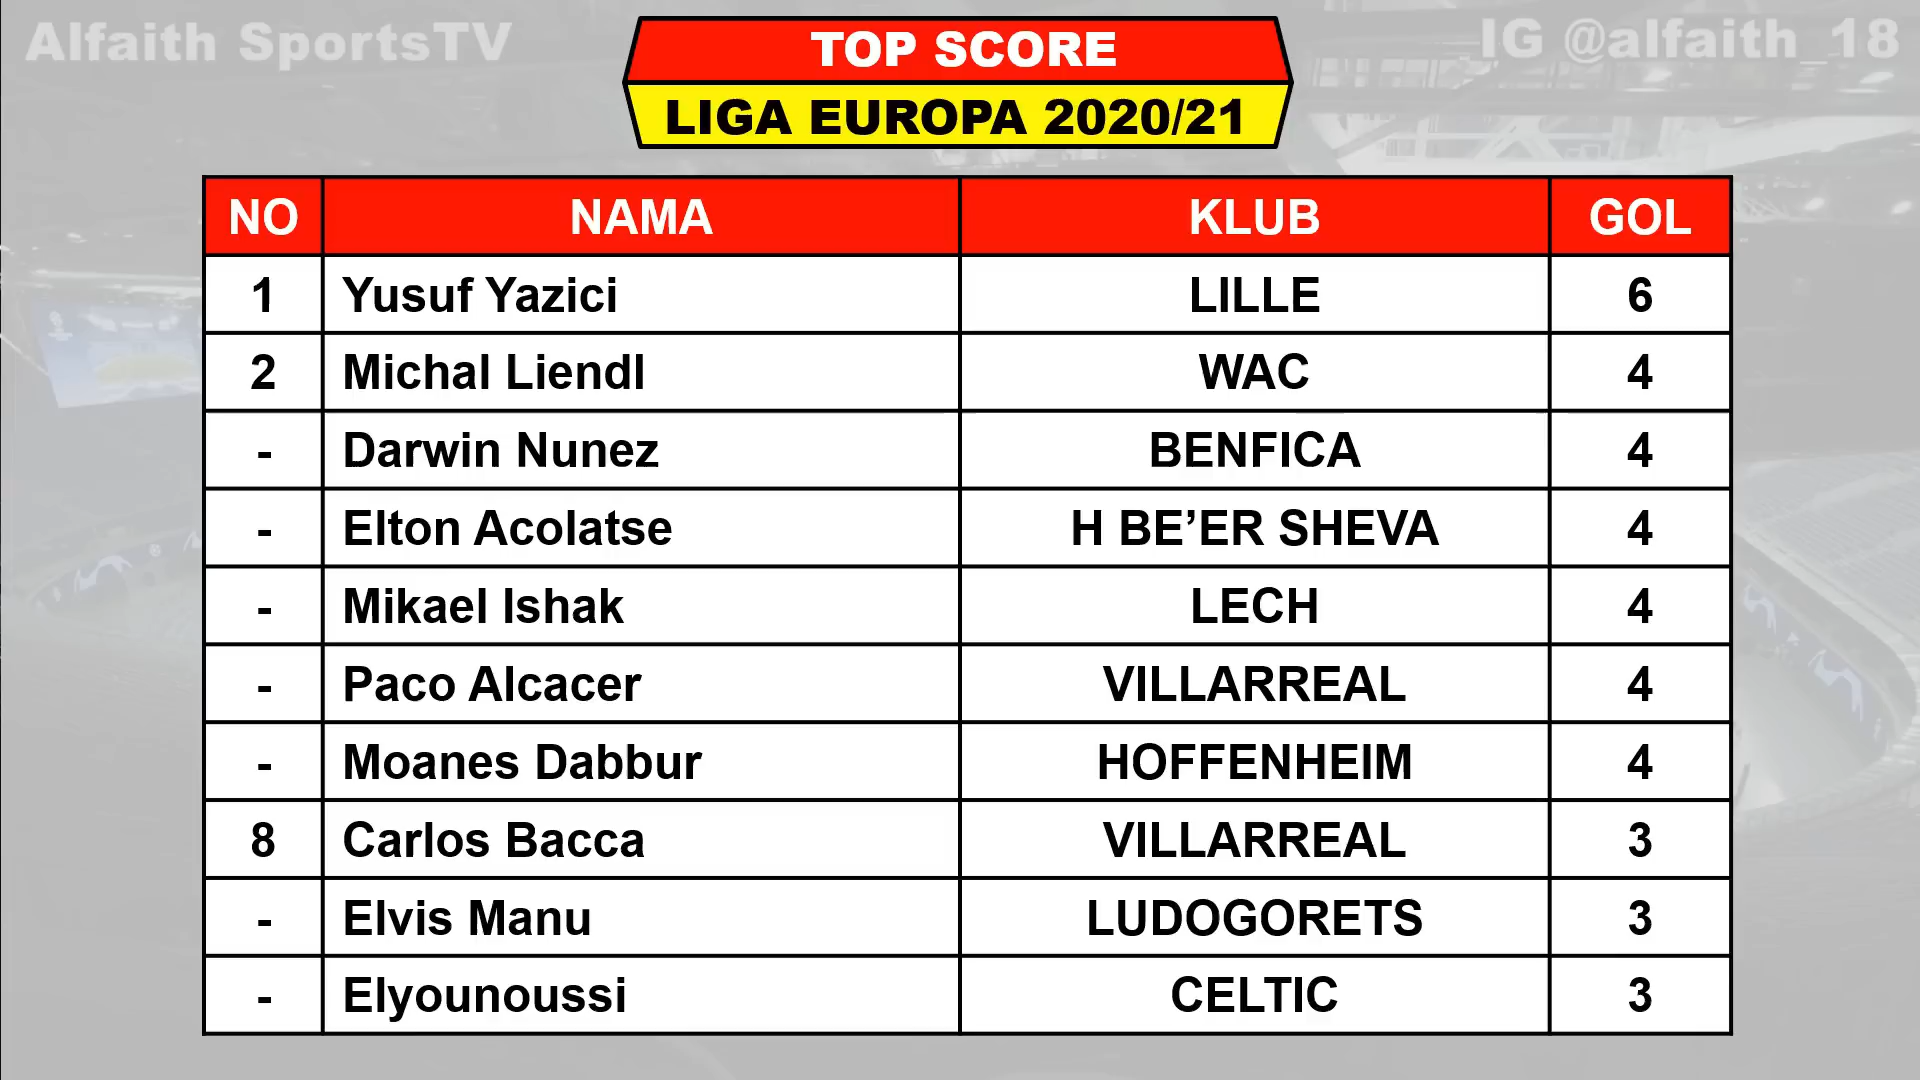 Alfaith SportsTV
IG @alfaith_18
TOP SCORE
LIGA EUROPA 2020/21
NO NAMA KLUB GOL
1 Yusuf Yazici LILLE 6
2 Michal Liendl WAC 4
- Darwin Nunez BENFICA 4
- Elton Acolatse H BE’ER SHEVA 4
- Mikael Ishak LECH 4
- Paco Alcacer VILLARREAL 4
- Moanes Dabbur HOFFENHEIM 4
8 Carlos Bacca VILLARREAL 3
- Elvis Manu LUDOGORETS 3
- Elyounoussi CELTIC 3